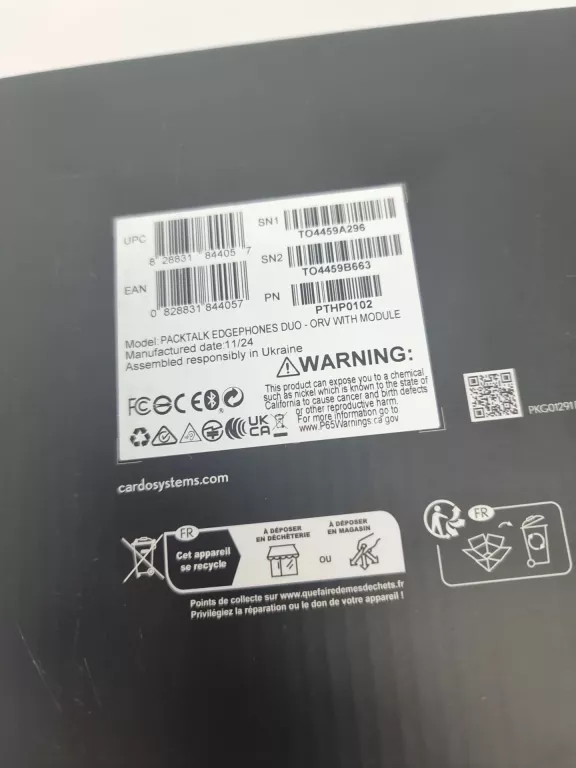 UPC
8 28831 84405 7
SN1
TO4459A296
EAN
0 828831 844057
SN2
TO4459B663
PN
PTHP0102
Model: PACKTALK EDGEPHONES DUO - ORV WITH MODULE
Manufactured date:11/24
Assembled responsibly in Ukraine
WARNING:
This product can expose you to a chemical
such as nickel which is known to the state of
California to cause cancer and birth defects
or other reproductive harm.
For more information go to
www.P65Warnings.ca.gov
FC CE
UK
CA
PKG01291
cardosystems.com
FR
Cet appareil
se recycle
À DÉPOSER
EN DÉCHÈTERIE
OU
À DÉPOSER
EN MAGASIN
Points de collecte sur www.quefairedemesdechets.fr
Privilégiez la réparation ou le don de votre appareil !
FR